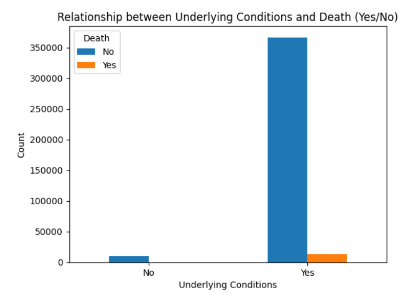 Relationship between Underlying Conditions and Death (Yes/No)
Death
No
Yes
350000
300000
250000
200000
150000
100000
50000
0
Count
No
Yes
Underlying Conditions